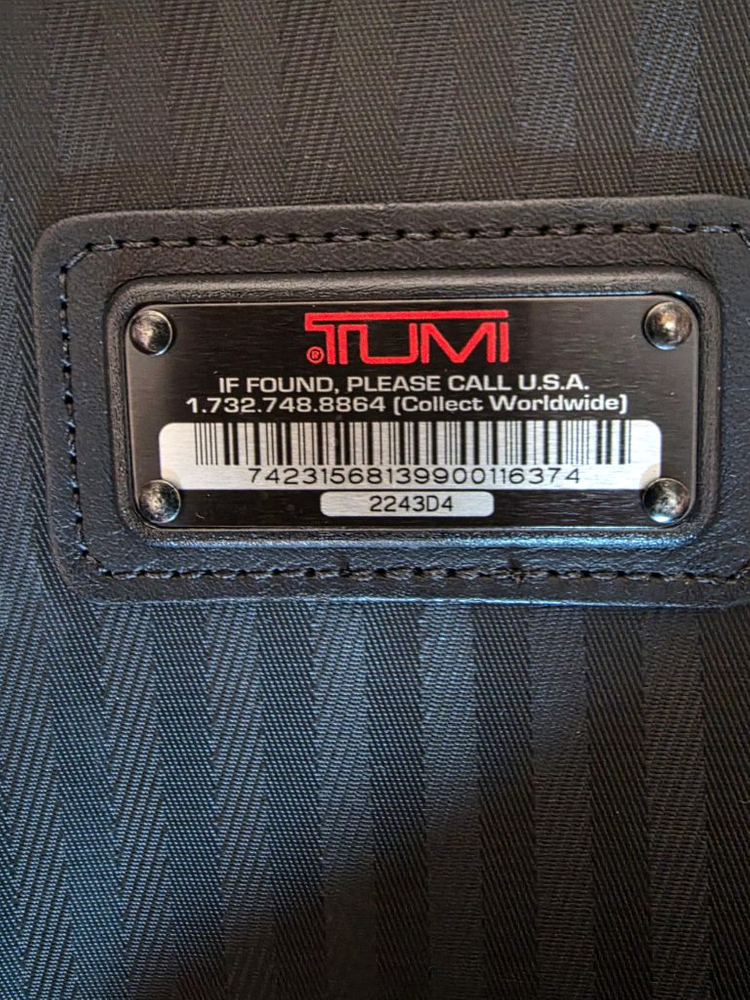 ® TUMI
IF FOUND, PLEASE CALL U.S.A.
1.732.748.8864 (Collect Worldwide)
74231568139900116374
2243D4